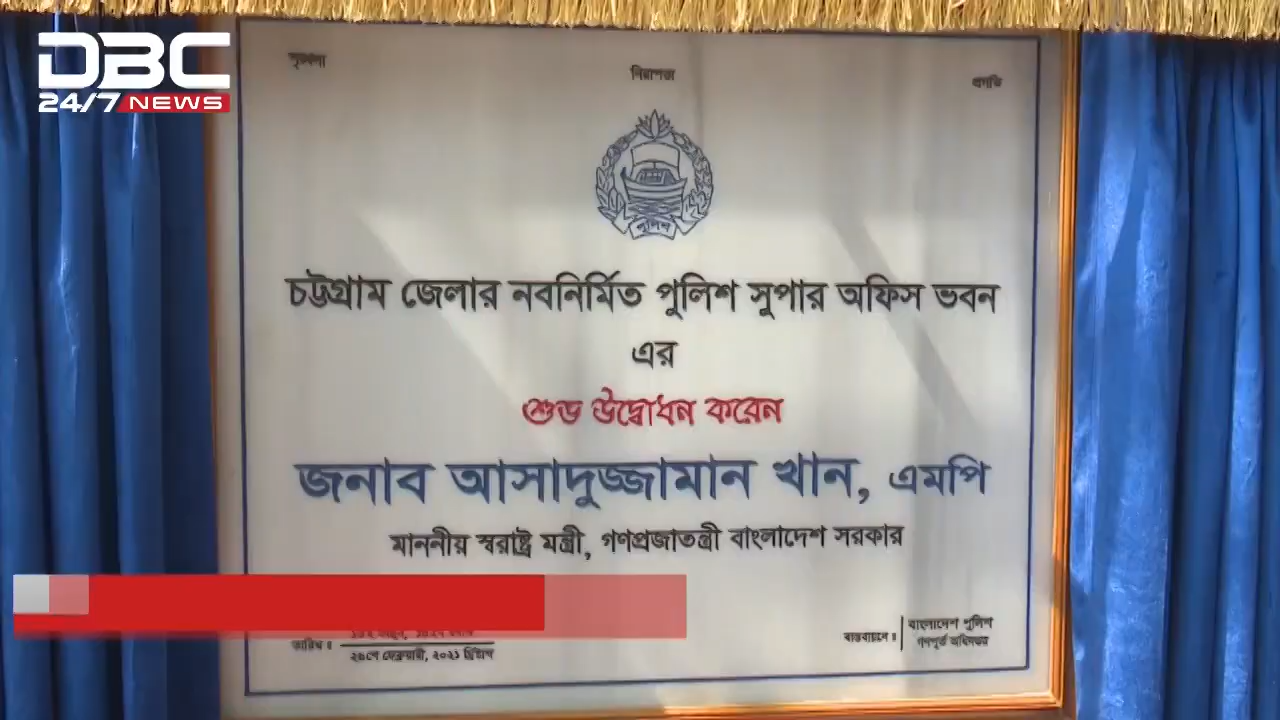 DBC
24/7 NEWS
শৃঙ্খলা
নিরাপত্তা
প্রগতি
পুলিশ
চট্টগ্রাম জেলার নবনির্মিত পুলিশ সুপার অফিস ভবন
এর
শুভ উদ্বোধন করেন
জনাব আসাদুজ্জামান খান, এমপি
মাননীয় স্বরাষ্ট্র মন্ত্রী, গণপ্রজাতন্ত্রী বাংলাদেশ সরকার
তারিখ ॥
ফেব্রুয়ারী, ২০২১ খ্রিষ্টাব্দ
বাস্তবায়নে ॥
বাংলাদেশ পুলিশ
গণপূর্ত অধিদপ্তর